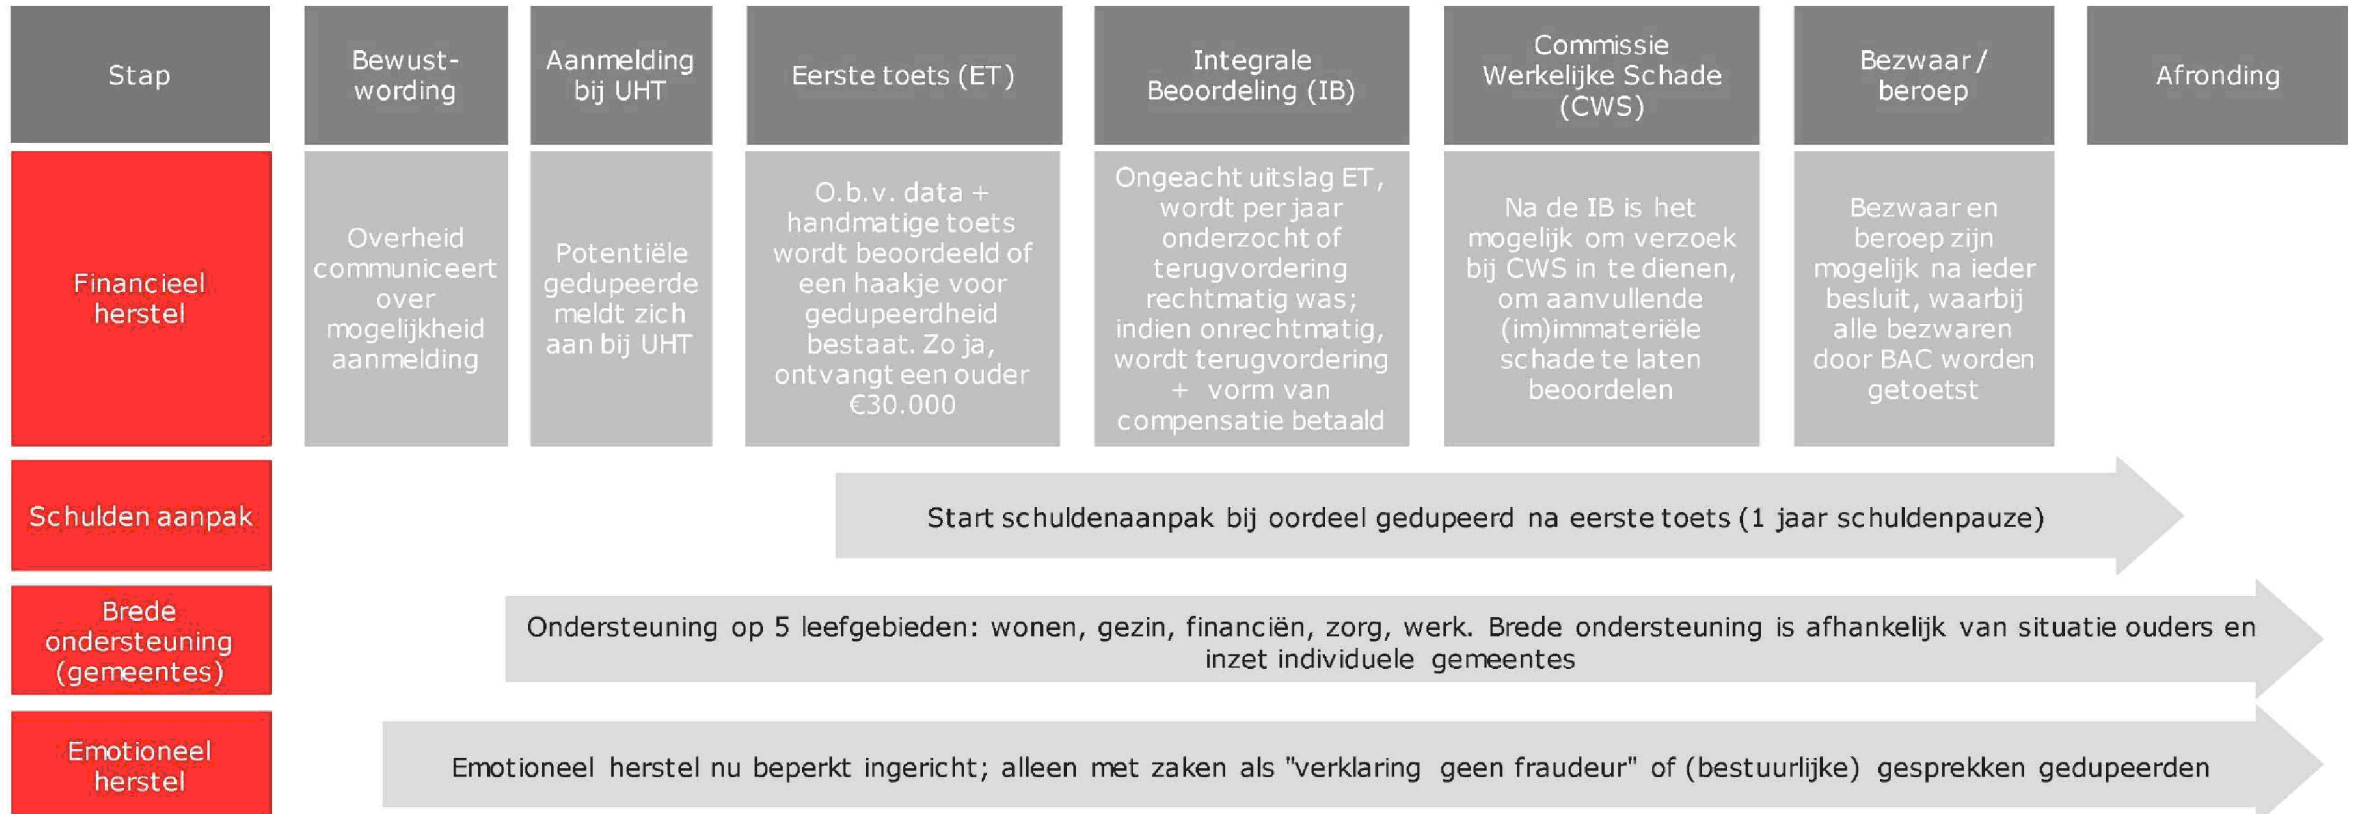 Stap
Bewust-
wording
Aanmelding
bij UHT
Eerste toets (ET)
Integrale
Beoordeling (IB)
Commissie
Werkelijke Schade
(CWS)
Bezwaar/
beroep
Afronding
Financieel
herstel
Overheid
communiceert
over
mogelijkheid
aanmelding
Potentiële
gedupeerde
meldt zich
aan bij UHT
O.b.v. data +
handmatige toets
wordt beoordeeld of
een haakje voor
gedupeerdheid
bestaat. Zo ja,
ontvangt een ouder
€30.000
Ongeacht uitslag ET,
wordt per jaar
onderzocht of
terugvordering
rechtmatig was;
indien onrechtmatig,
wordt terugvordering
+ vorm van
compensatie betaald
Na de IB is het
mogelijk om verzoek
bij CWS in te dienen,
om aanvullende
(im)immateriële
schade te laten
beoordelen
Bezwaar en
beroep zijn
mogelijk na ieder
besluit, waarbij
alle bezwaren
door BAC worden
getoetst
Schulden aanpak
Start schuldenaanpak bij oordeel gedupeerd na eerste toets (1 jaar schuldenpauze)
Brede
ondersteuning
(gemeentes)
Ondersteuning op 5 leefgebieden: wonen, gezin, financiën, zorg, werk. Brede ondersteuning is afhankelijk van situatie ouders en
inzet individuele gemeentes
Emotioneel
herstel
Emotioneel herstel nu beperkt ingericht; alleen met zaken als "verklaring geen fraudeur" of (bestuurlijke) gesprekken gedupeerden